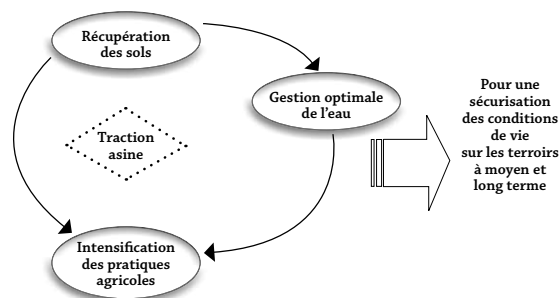 Récupération
des sols
Gestion optimale
de l'eau
Traction
asine
Intensification
des pratiques
agricoles
Pour une
sécurisation
des conditions
de vie
sur les terroirs
à moyen et
long terme